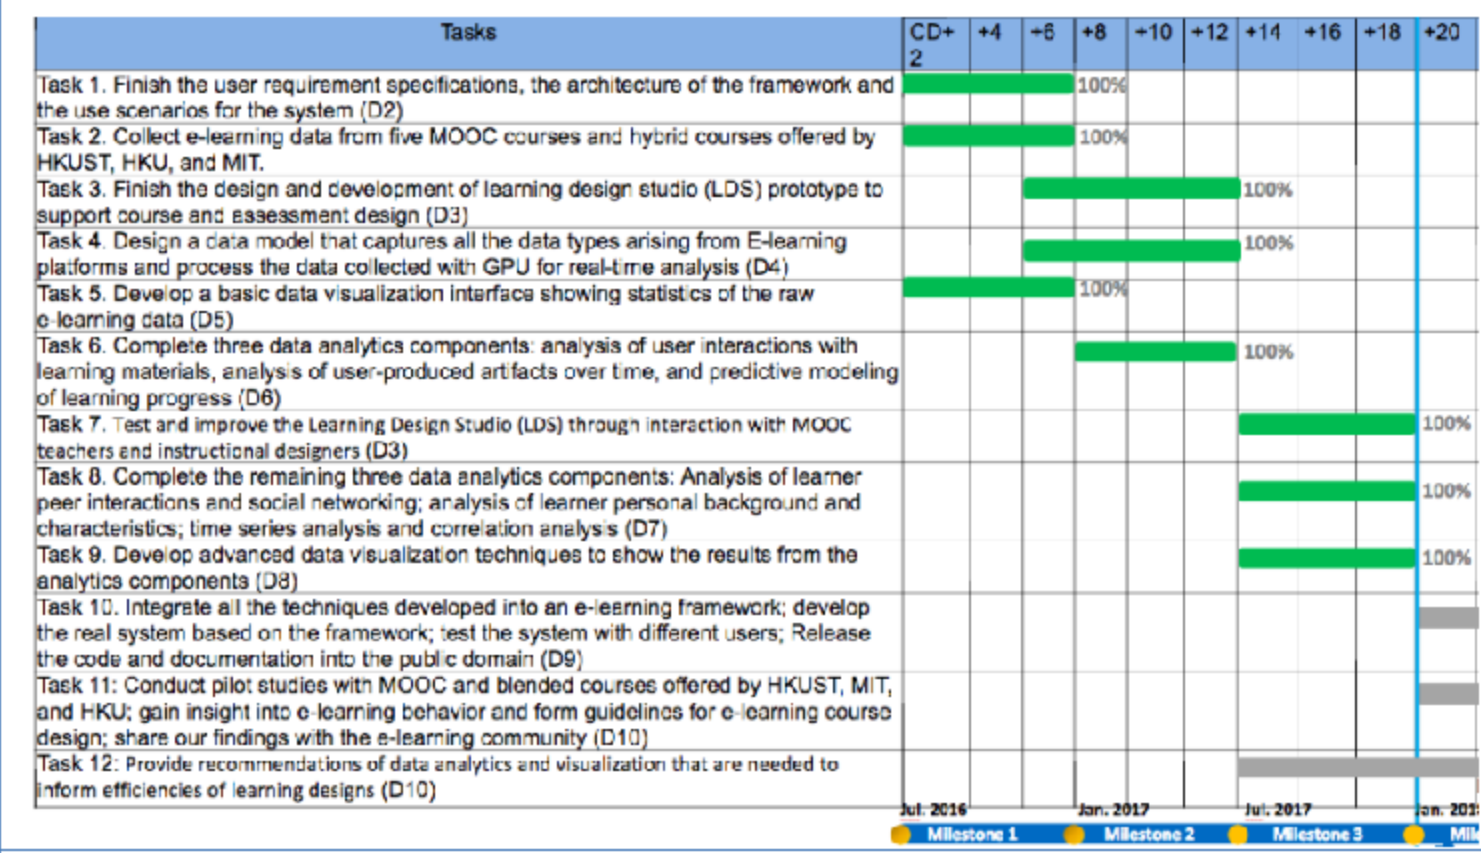 Tasks CD+ +4 +6 +8 +10 +12 +14 +16 +18 +20
2
Task 1. Finish the user requirement specifications, the architecture of the framework and 100%
the use scenarios for the system (D2)
Task 2. Collect e-learning data from five MOOC courses and hybrid courses offered by 100%
HKUST, HKU, and MIT.
Task 3. Finish the design and development of learning design studio (LDS) prototype to 100%
support course and assessment design (D3)
Task 4. Design a data model that captures all the data types arising from E-learning 100%
platforms and process the data collected with GPU for real-time analysis (D4)
Task 5. Develop a basic data visualization interface showing statistics of the raw 100%
e-learning data (D5)
Task 6. Complete three data analytics components: analysis of user interactions with 100%
learning materials, analysis of user-produced artifacts over time, and predictive modeling
of learning progress (D6)
Task 7. Test and improve the Learning Design Studio (LDS) through interaction with MOOC 100%
teachers and instructional designers (D3)
Task 8. Complete the remaining three data analytics components: Analysis of learner
peer interactions and social networking; analysis of learner personal background and 100%
characteristics; time series analysis and correlation analysis (D7)
Task 9. Develop advanced data visualization techniques to show the results from the 100%
analytics components (D8)
Task 10. Integrate all the techniques developed into an e-learning framework; develop
the real system based on the framework; test the system with different users; Release
the code and documentation into the public domain (D9)
Task 11: Conduct pilot studies with MOOC and blended courses offered by HKUST, MIT,
and HKU; gain insight into e-learning behavior and form guidelines for e-learning course
design; share our findings with the e-learning community (D10)
Task 12: Provide recommendations of data analytics and visualization that are needed to
inform efficiencies of learning designs (D10)
Jul. 2016 Jan. 2017 Jul. 2017 Jan. 201
Milestone 1 Milestone 2 Milestone 3